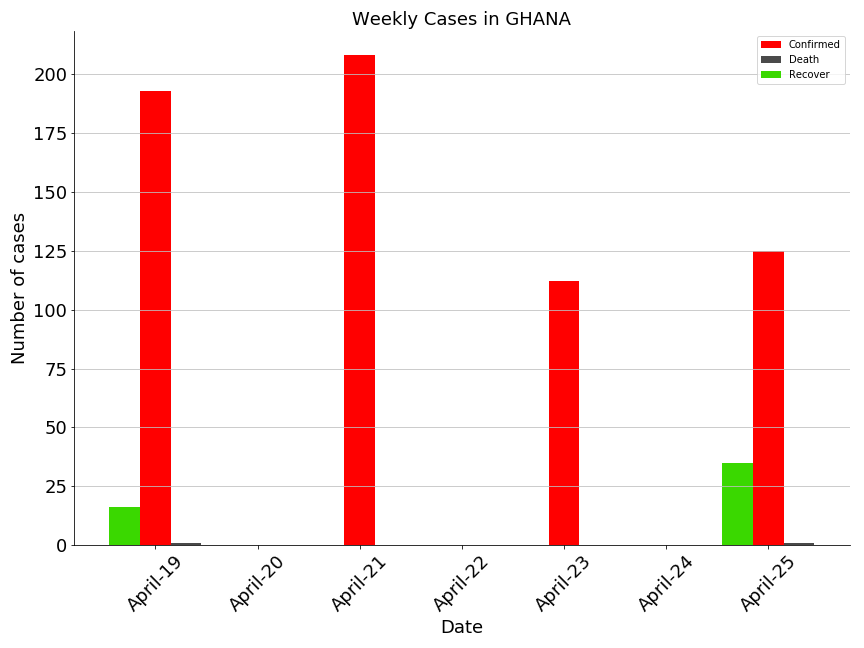 Weekly Cases in GHANA
Confirmed
Death
Recover
Number of cases
200
175
150
125
100
75
50
25
0
April-19
April-20
April-21
April-22
April-23
April-24
April-25
Date